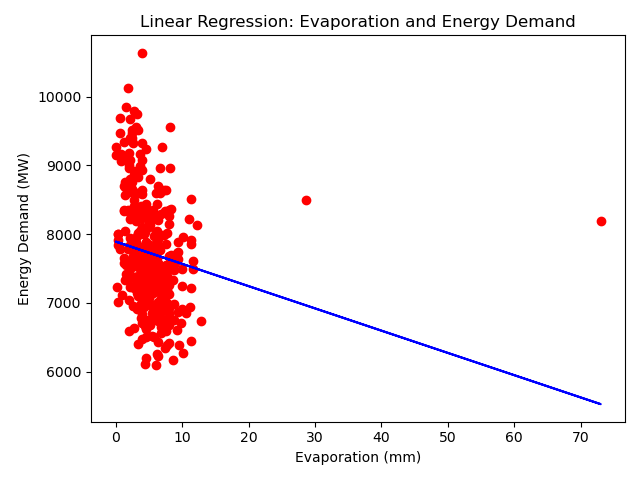 Linear Regression: Evaporation and Energy Demand
Energy Demand (MW)
10000
9000
8000
7000
6000
0 10 20 30 40 50 60 70
Evaporation (mm)